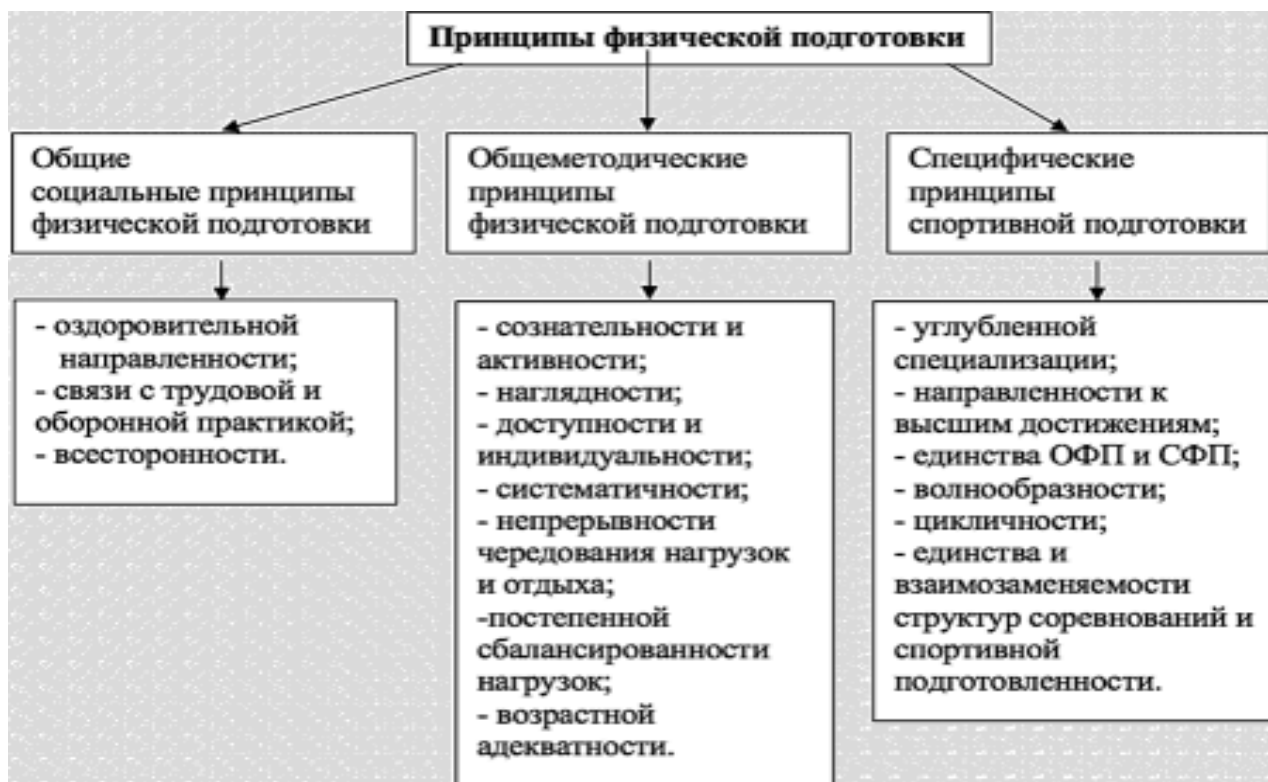 Принципы физической подготовки
Общие
социальные принципы
физической подготовки
Общеметодические
принципы
физической подготовки
Специфические
принципы
спортивной подготовки
- оздоровительной
направленности;
- связи с трудовой и
оборонной практикой;
- всесторонности.
- сознательности и
активности;
- наглядности;
- доступности и
индивидуальности;
- систематичности;
- непрерывности
чередования нагрузок
и отдыха;
-постепенной
сбалансированности
нагрузок;
- возрастной
адекватности.
- углубленной
специализации;
- направленности к
высшим достижениям;
- единства ОФП и СФП;
- волнообразности;
- цикличности;
- единства и
взаимозаменяемости
структур соревнований и
спортивной
подготовленности.